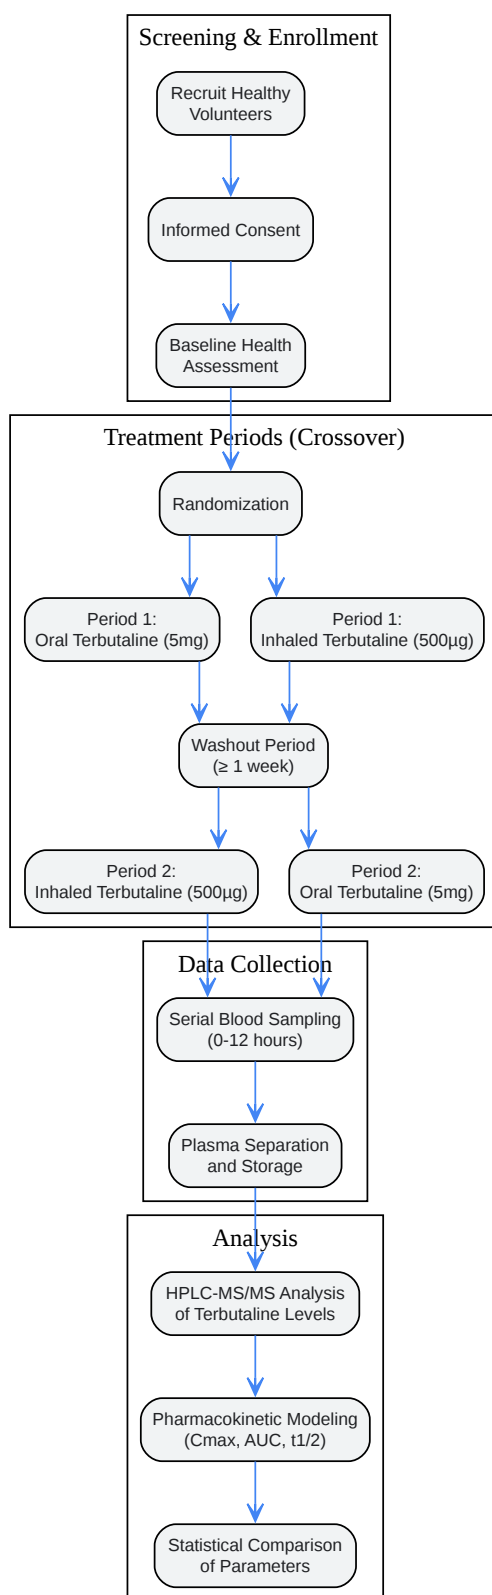 Screening & Enrollment
Recruit Healthy
Volunteers
Informed Consent
Baseline Health
Assessment
Treatment Periods (Crossover)
Randomization
Period 1:
Oral Terbutaline (5mg)
Period 1:
Inhaled Terbutaline (500µg)
Washout Period
(≥ 1 week)
Period 2:
Inhaled Terbutaline (500µg)
Period 2:
Oral Terbutaline (5mg)
Data Collection
Serial Blood Sampling
(0-12 hours)
Plasma Separation
and Storage
Analysis
HPLC-MS/MS Analysis
of Terbutaline Levels
Pharmacokinetic Modeling
(Cmax, AUC, t1/2)
Statistical Comparison
of Parameters